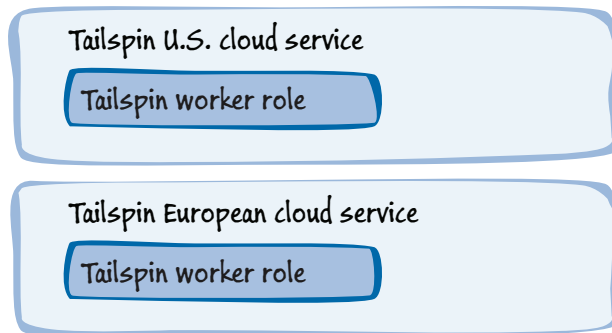 Tailspin U.S. cloud service
Tailspin worker role
Tailspin European cloud service
Tailspin worker role